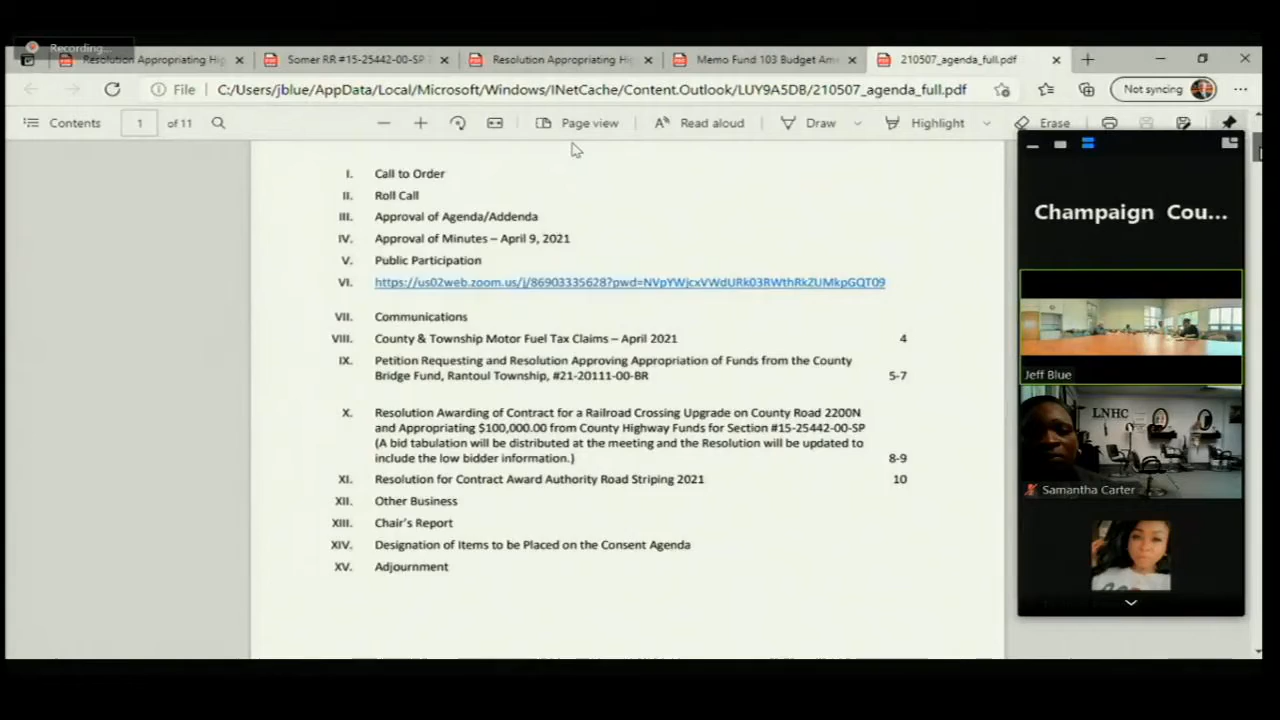 Recording...
Resolution Appropriating Highway
Somer RR #15-25442-00-SP
Resolution Appropriating Hi
Memo Fund 103 Budget Am
210507_agenda_full.pdf
File C:/Users/jblue/AppData/Local/Microsoft/Windows/INetCache/Content.Outlook/LUY9A5DB/210507_agenda_full.pdf Not syncing
Contents 1 of 11 Page view Read aloud Draw Highlight Erase
I. Call to Order
II. Roll Call
III. Approval of Agenda/Addenda
IV. Approval of Minutes – April 9, 2021
V. Public Participation
VI. https://us02web.zoom.us/j/86903335628?pwd=NVpYWjcxVWdURk03RWthRkZUMkpGQT09
VII. Communications
VIII. County & Township Motor Fuel Tax Claims – April 2021 4
IX. Petition Requesting and Resolution Approving Appropriation of Funds from the County
Bridge Fund, Rantoul Township, #21-20111-00-BR 5-7
X. Resolution Awarding of Contract for a Railroad Crossing Upgrade on County Road 2200N
and Appropriating $100,000.00 from County Highway Funds for Section #15-25442-00-SP
(A bid tabulation will be distributed at the meeting and the Resolution will be updated to
include the low bidder information.) 8-9
XI. Resolution for Contract Award Authority Road Striping 2021 10
XII. Other Business
XIII. Chair's Report
XIV. Designation of Items to be Placed on the Consent Agenda
XV. Adjournment
Champaign Cou...
Jeff Blue
LNHC
Samantha Carter